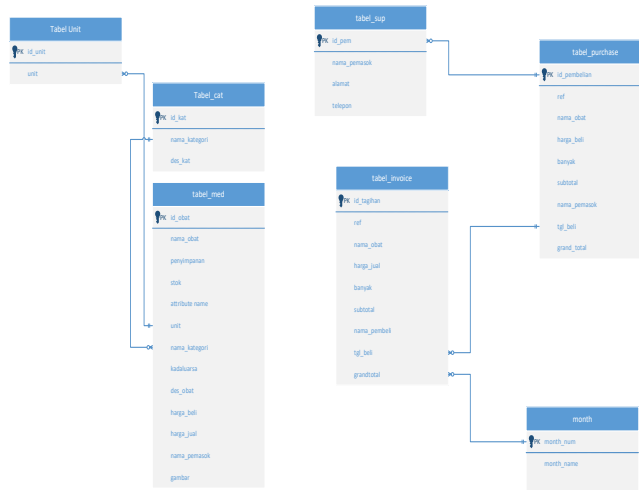 Tabel Unit
PK id_unit
unit
Tabel_cat
PK id_kat
nama_kategori
des_kat
tabel_med
PK id_obat
nama_obat
penyimpanan
stok
attribute name
unit
nama_kategori
kadaluarsa
des_obat
harga_beli
harga_jual
nama_pemasok
gambar
tabel_sup
PK id_pem
nama_pemasok
alamat
telepon
tabel_invoice
PK id_tagihan
ref
nama_obat
harga_jual
banyak
subtotal
nama_pembeli
tgl_beli
grandtotal
tabel_purchase
PK id_pembelian
ref
nama_obat
harga_beli
banyak
subtotal
nama_pemasok
tgl_beli
grand_total
month
PK month_num
month_name